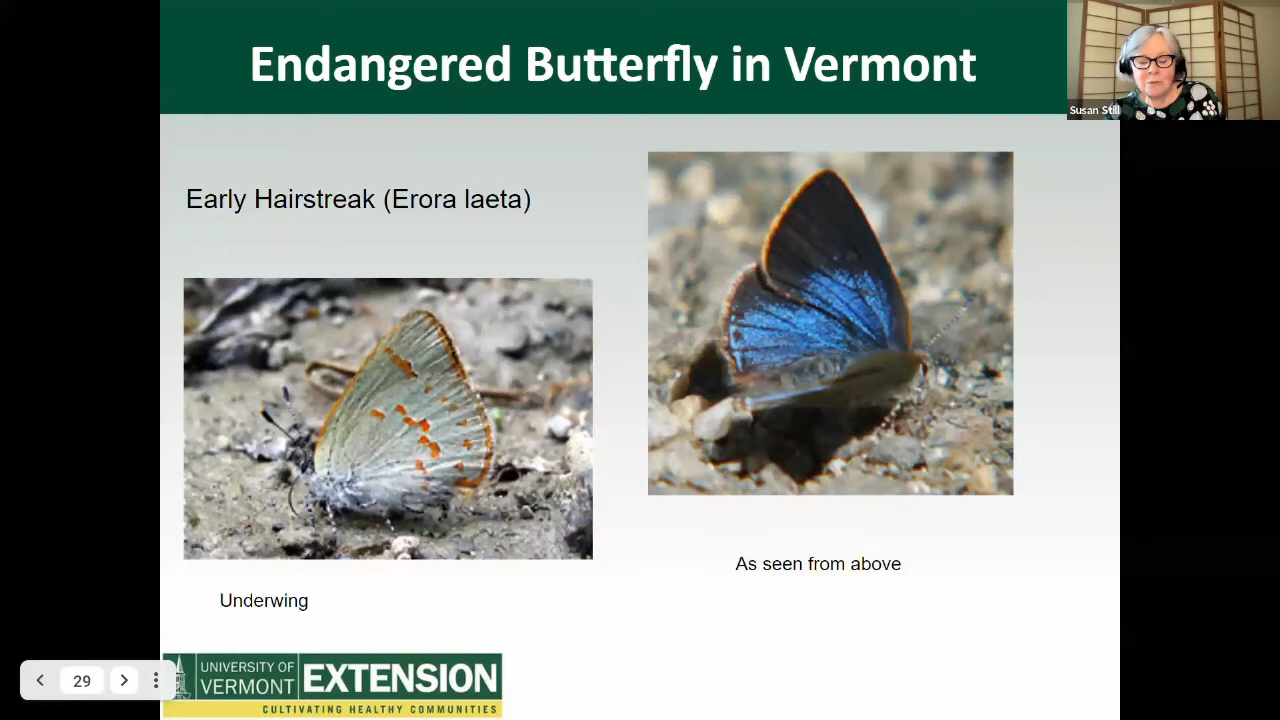 Endangered Butterfly in Vermont
Susan Still
Early Hairstreak (Erora laeta)
As seen from above
Underwing
29
UNIVERSITY OF
VERMONT
EXTENSION
CULTIVATING HEALTHY COMMUNITIES